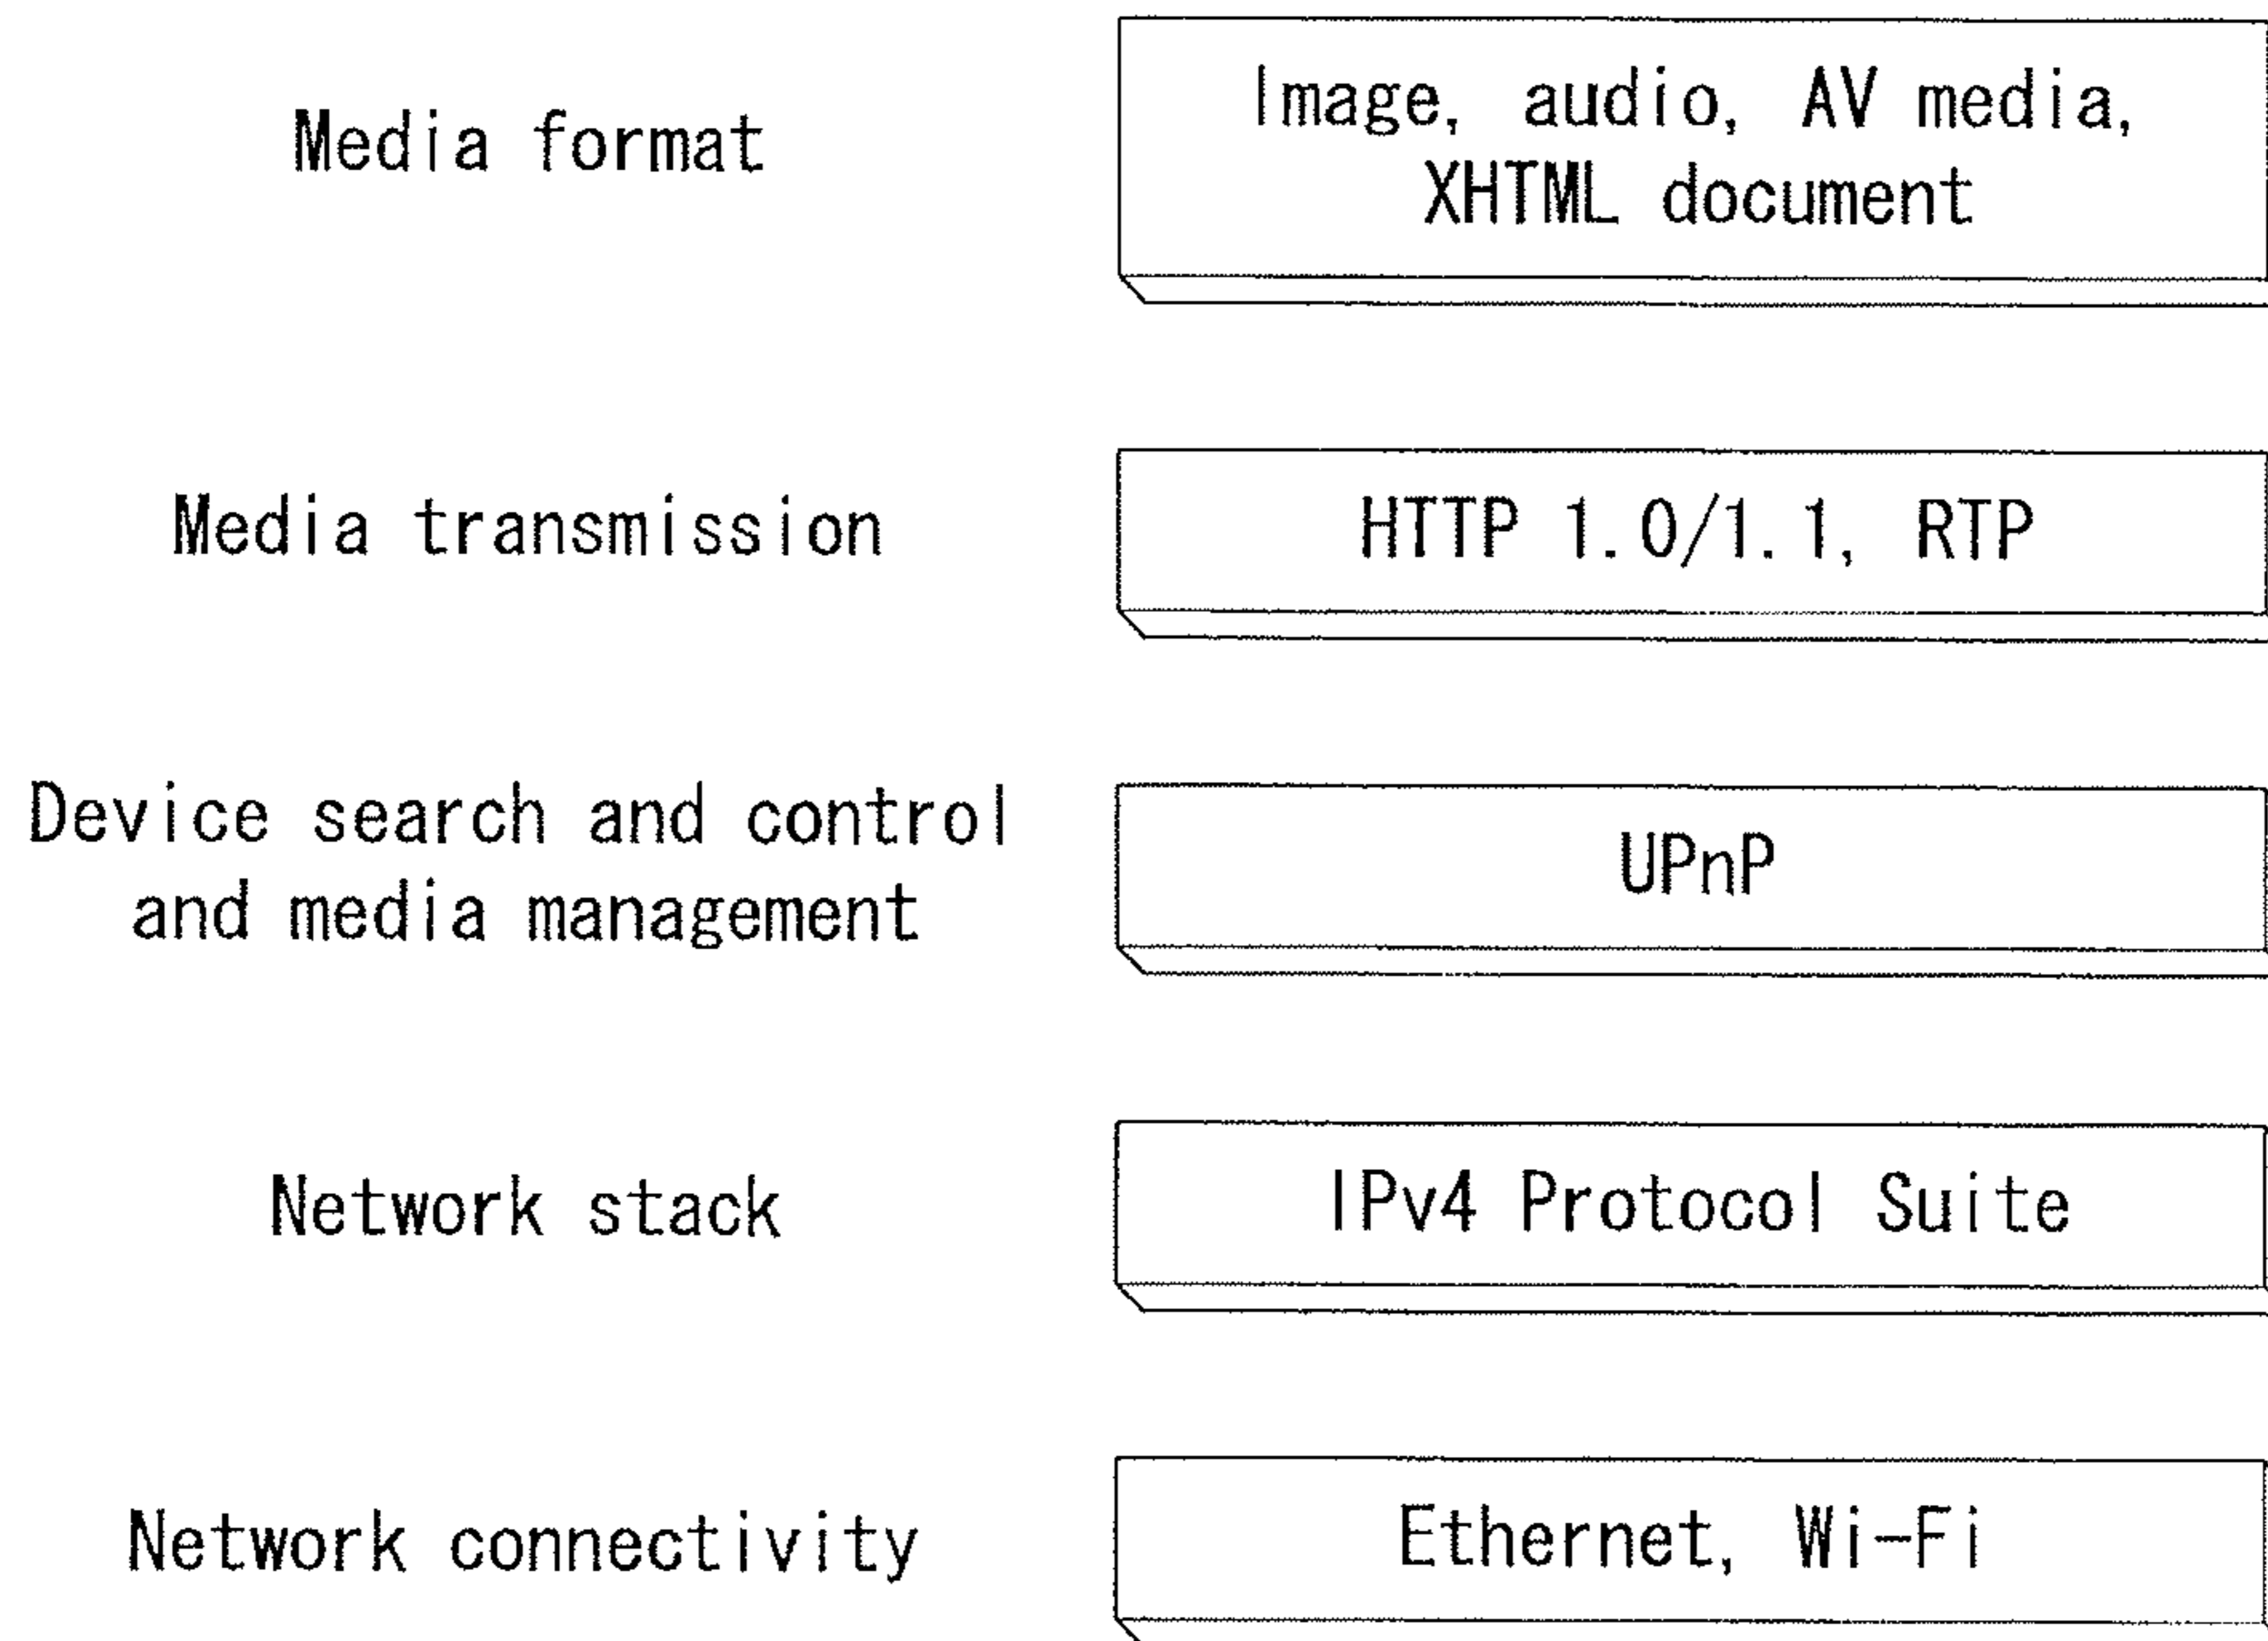 Media format
Image, audio, AV media,
XHTML document
Media transmission
HTTP 1.0/1.1, RTP
Device search and control
and media management
UPnP
Network stack
IPv4 Protocol Suite
Network connectivity
Ethernet, Wi-Fi